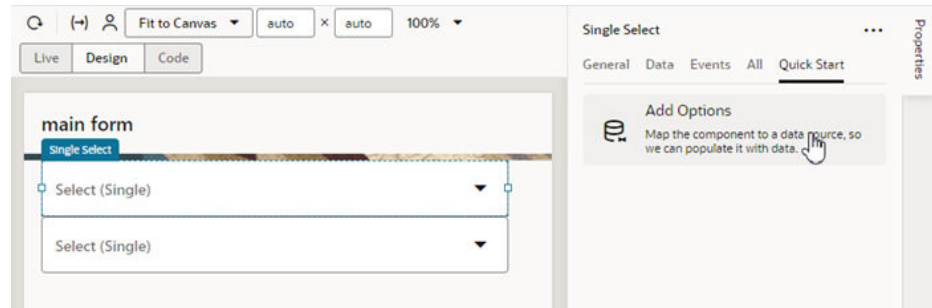 Fit to Canvas auto × auto 100%
Live Design Code
main form
Single Select
Select (Single)
Select (Single)
Single Select
General Data Events All Quick Start
Add Options
Map the component to a data source, so
we can populate it with data.
Properties